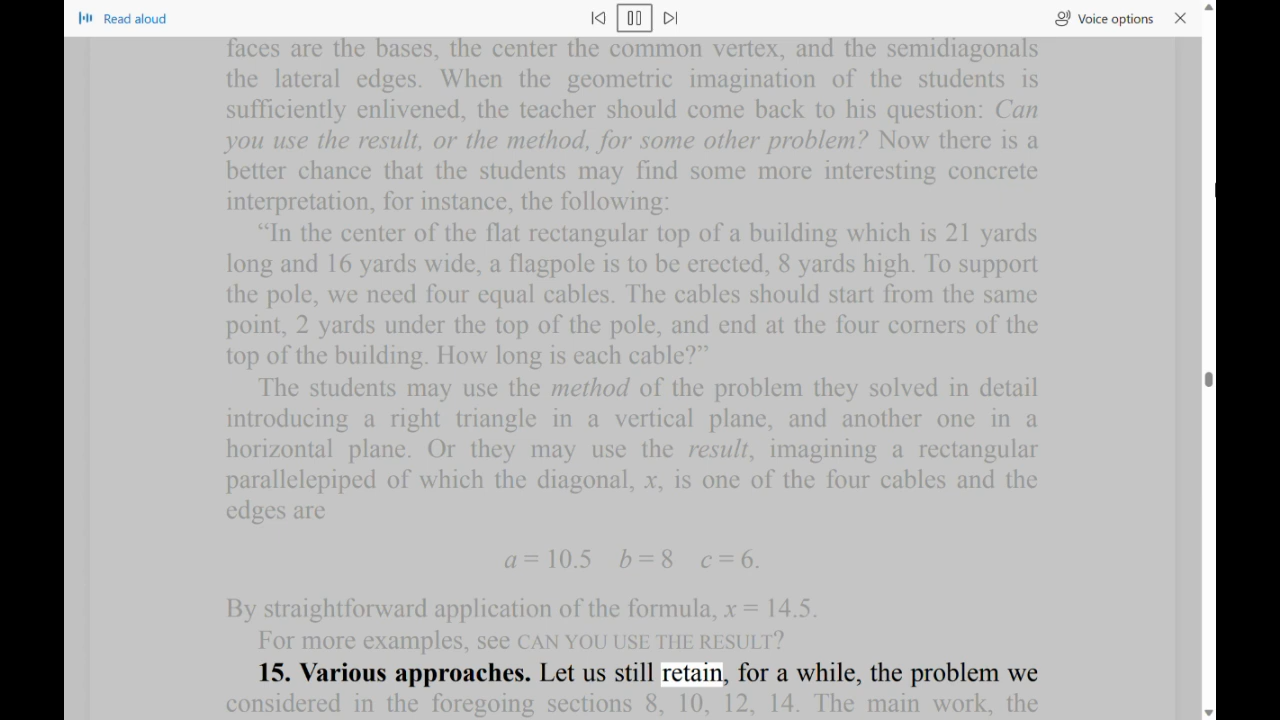 Read aloud
Voice options
faces are the bases, the center the common vertex, and the semidiagonals
the lateral edges. When the geometric imagination of the students is
sufficiently enlivened, the teacher should come back to his question: Can
you use the result, or the method, for some other problem? Now there is a
better chance that the students may find some more interesting concrete
interpretation, for instance, the following:
“In the center of the flat rectangular top of a building which is 21 yards
long and 16 yards wide, a flagpole is to be erected, 8 yards high. To support
the pole, we need four equal cables. The cables should start from the same
point, 2 yards under the top of the pole, and end at the four corners of the
top of the building. How long is each cable?”
The students may use the method of the problem they solved in detail
introducing a right triangle in a vertical plane, and another one in a
horizontal plane. Or they may use the result, imagining a rectangular
parallelepiped of which the diagonal, x, is one of the four cables and the
edges are
a = 10.5 b = 8 c = 6.
By straightforward application of the formula, x = 14.5.
For more examples, see CAN YOU USE THE RESULT?
15. Various approaches. Let us still retain, for a while, the problem we
considered in the foregoing sections 8, 10, 12, 14. The main work, the